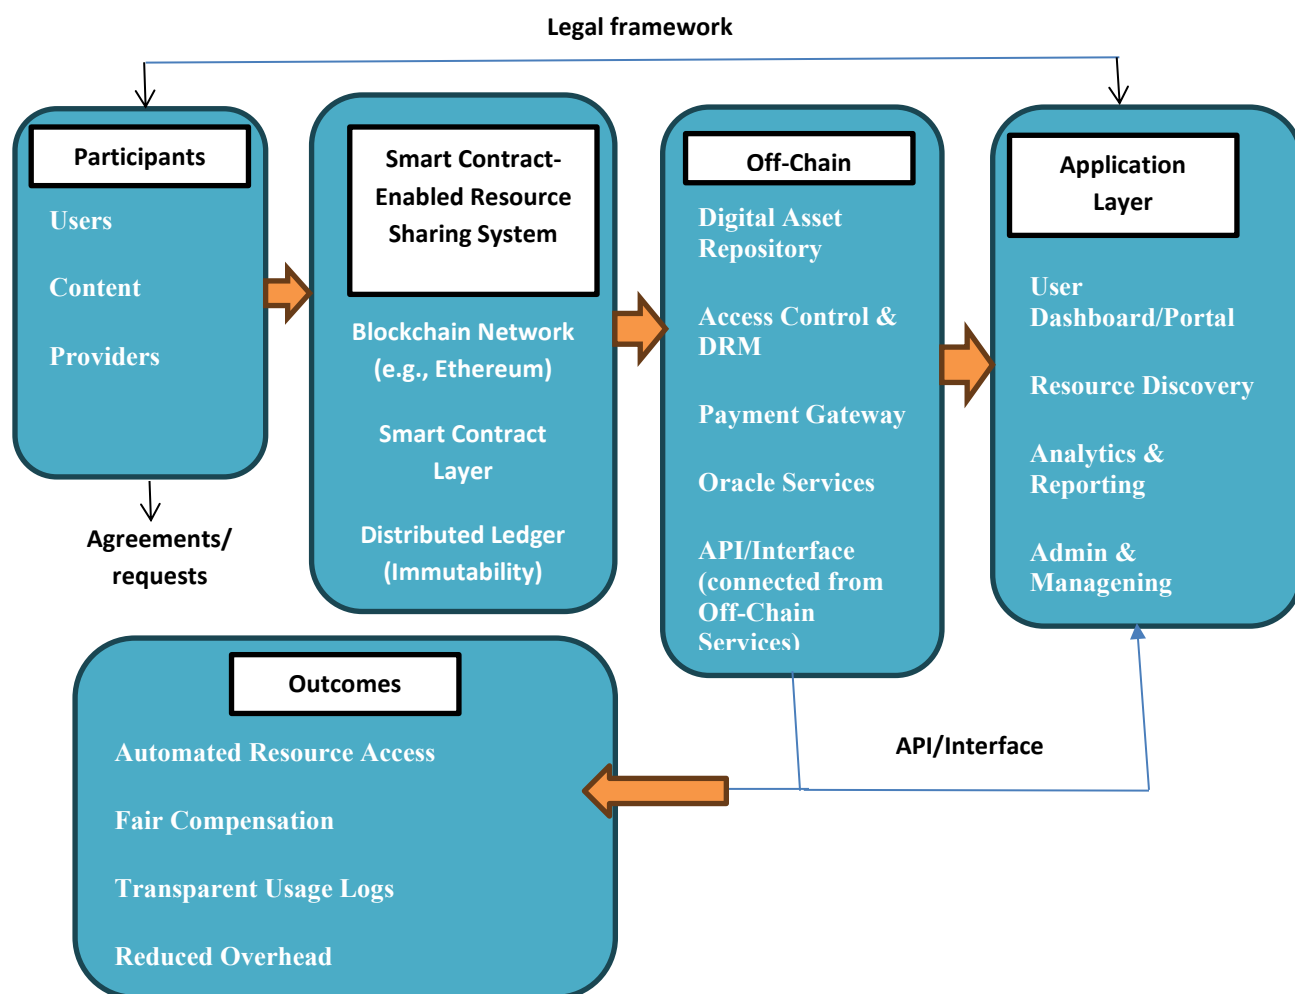 Legal framework
Participants
Users
Content
Providers
Agreements/
requests
Smart Contract-
Enabled Resource
Sharing System
Blockchain Network
(e.g., Ethereum)
Smart Contract
Layer
Distributed Ledger
(Immutability)
Off-Chain
Digital Asset
Repository
Access Control &
DRM
Payment Gateway
Oracle Services
API/Interface
(connected from
Off-Chain
Services)
Application
Layer
User
Dashboard/Portal
Resource Discovery
Analytics &
Reporting
Admin &
Managening
API/Interface
Outcomes
Automated Resource Access
Fair Compensation
Transparent Usage Logs
Reduced Overhead